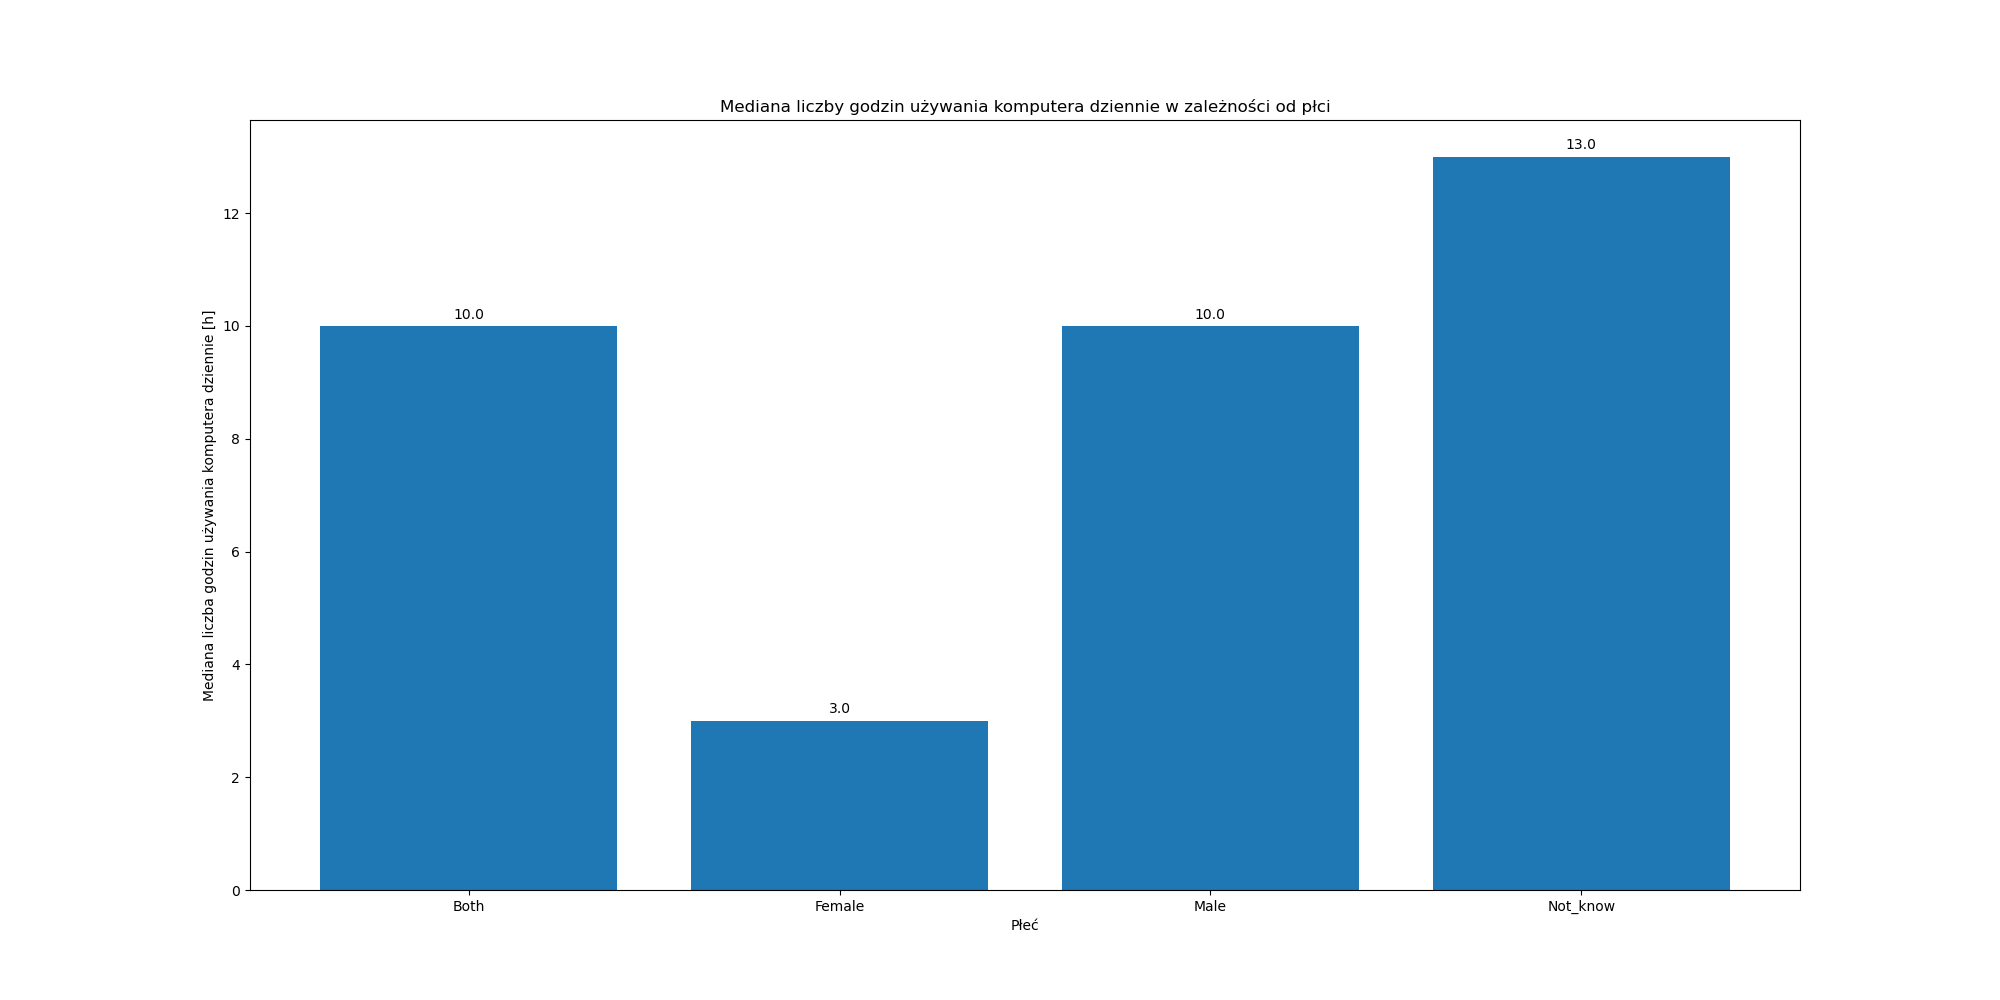 Mediana liczby godzin używania komputera dziennie w zależności od płci
Mediana liczba godzin używania komputera dziennie [h]
12
10
8
6
4
2
0
10.0
3.0
10.0
13.0
Both
Female
Male
Not_know
Płeć